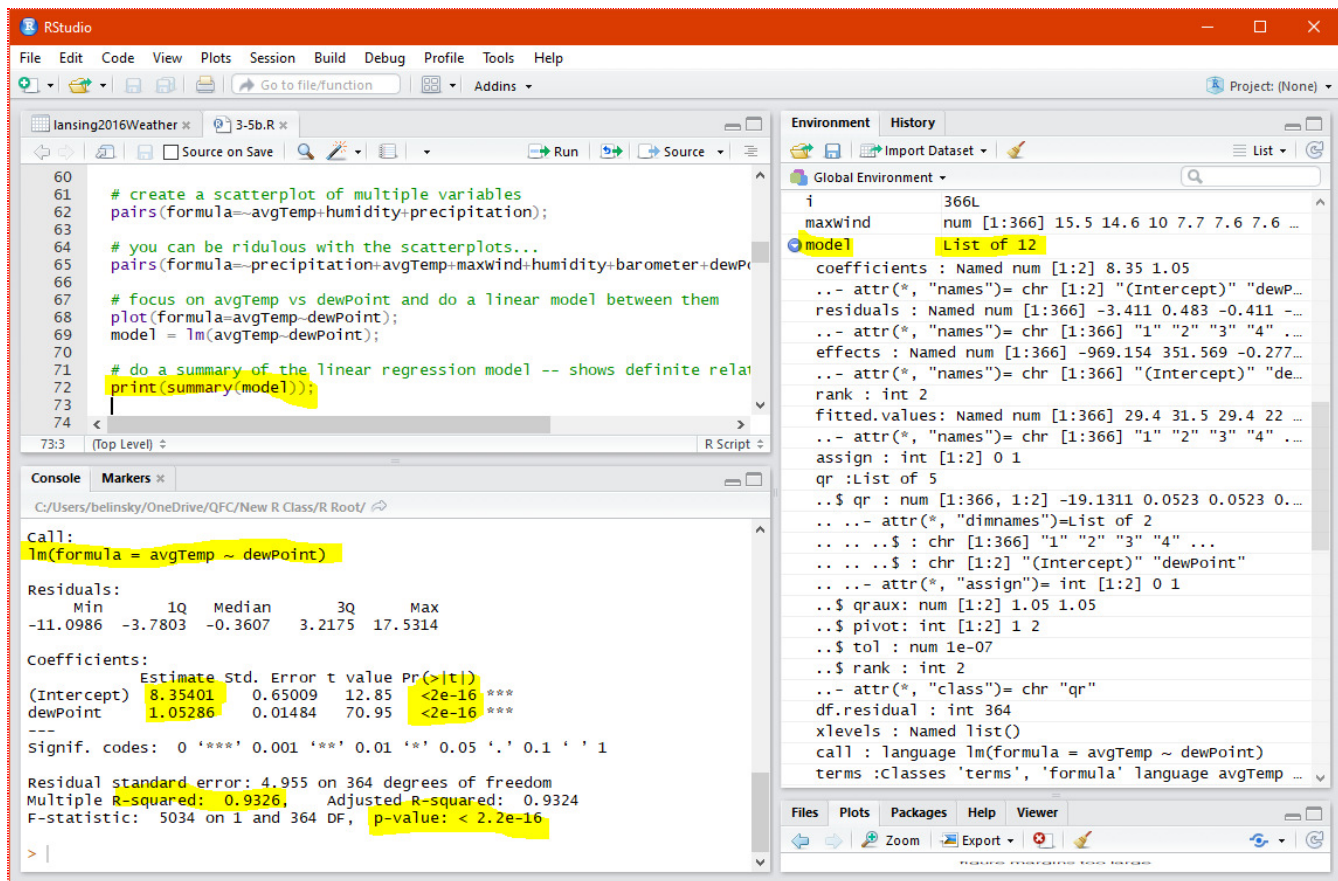 RStudio
File Edit Code View Plots Session Build Debug Profile Tools Help
Go to file/function
Addins
Project: (None)
lansing2016Weather
3-5b.R
Source on Save
Run
Source
60
61 # create a scatterplot of multiple variables
62 pairs(formula=~avgTemp+humidity+precipitation);
63
64 # you can be ridulous with the scatterplots...
65 pairs(formula=~precipitation+avgTemp+maxWind+humidity+barometer+dewPo
66
67 # focus on avgTemp vs dewPoint and do a linear model between them
68 plot(formula=avgTemp~dewPoint);
69 model = lm(avgTemp~dewPoint);
70
71 # do a summary of the linear regression model -- shows definite relat
72 print(summary(model));
73
74
73:3 (Top Level) R Script
Console Markers
C:/Users/belinsky/OneDrive/QFC/New R Class/R Root/
Call:
lm(formula = avgTemp ~ dewPoint)
Residuals:
Min 1Q Median 3Q Max
-11.0986 -3.7803 -0.3607 3.2175 17.5314
Coefficients:
Estimate Std. Error t value Pr(>|t|)
(Intercept) 8.35401 0.65009 12.85 <2e-16 ***
dewPoint 1.05286 0.01484 70.95 <2e-16 ***
---
Signif. codes: 0 ‘***’ 0.001 ‘**’ 0.01 ‘*’ 0.05 ‘.’ 0.1 ‘ ’ 1
Residual standard error: 4.955 on 364 degrees of freedom
Multiple R-squared: 0.9326, Adjusted R-squared: 0.9324
F-statistic: 5034 on 1 and 364 DF, p-value: < 2.2e-16
>
Environment History
Import Dataset
List
Global Environment
i 366L
maxWind num [1:366] 15.5 14.6 10 7.7 7.6 7.6 …
model List of 12
coefficients : Named num [1:2] 8.35 1.05
..- attr(*, "names")= chr [1:2] "(Intercept)" "dewP…
residuals : Named num [1:366] -3.411 0.483 -0.411 -…
..- attr(*, "names")= chr [1:366] "1" "2" "3" "4" .…
effects : Named num [1:366] -969.154 351.569 -0.277…
..- attr(*, "names")= chr [1:366] "(Intercept)" "de…
rank : int 2
fitted.values: Named num [1:366] 29.4 31.5 29.4 22 …
..- attr(*, "names")= chr [1:366] "1" "2" "3" "4" .…
assign : int [1:2] 0 1
qr :List of 5
..$ qr : num [1:366, 1:2] -19.1311 0.0523 0.0523 0.…
.. ..- attr(*, "dimnames")=List of 2
.. .. ..$ : chr [1:366] "1" "2" "3" "4" ...
.. .. ..$ : chr [1:2] "(Intercept)" "dewPoint"
.. ..- attr(*, "assign")= int [1:2] 0 1
..$ qraux: num [1:2] 1.05 1.05
..$ pivot: int [1:2] 1 2
..$ tol : num 1e-07
..$ rank : int 2
..- attr(*, "class")= chr "qr"
df.residual : int 364
xlevels : Named list()
call : language lm(formula = avgTemp ~ dewPoint)
terms :Classes 'terms', 'formula' language avgTemp …
Files Plots Packages Help Viewer
Zoom Export
figure margins too large